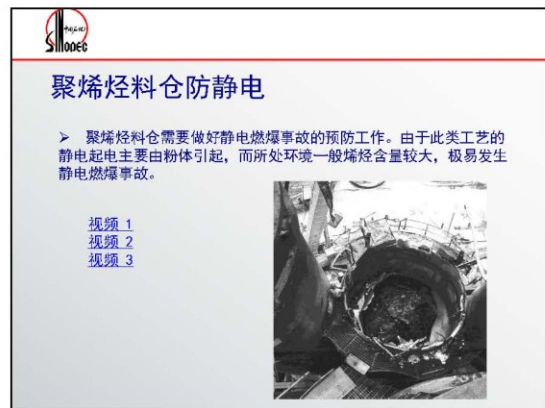 中国石化
SINOPEC
聚烯烃料仓防静电
➢ 聚烯烃料仓需要做好静电燃爆事故的预防工作。由于此类工艺的
静电起电主要由粉体引起，而所处环境一般烯烃含量较大，极易发生
静电燃爆事故。
视频 1
视频 2
视频 3